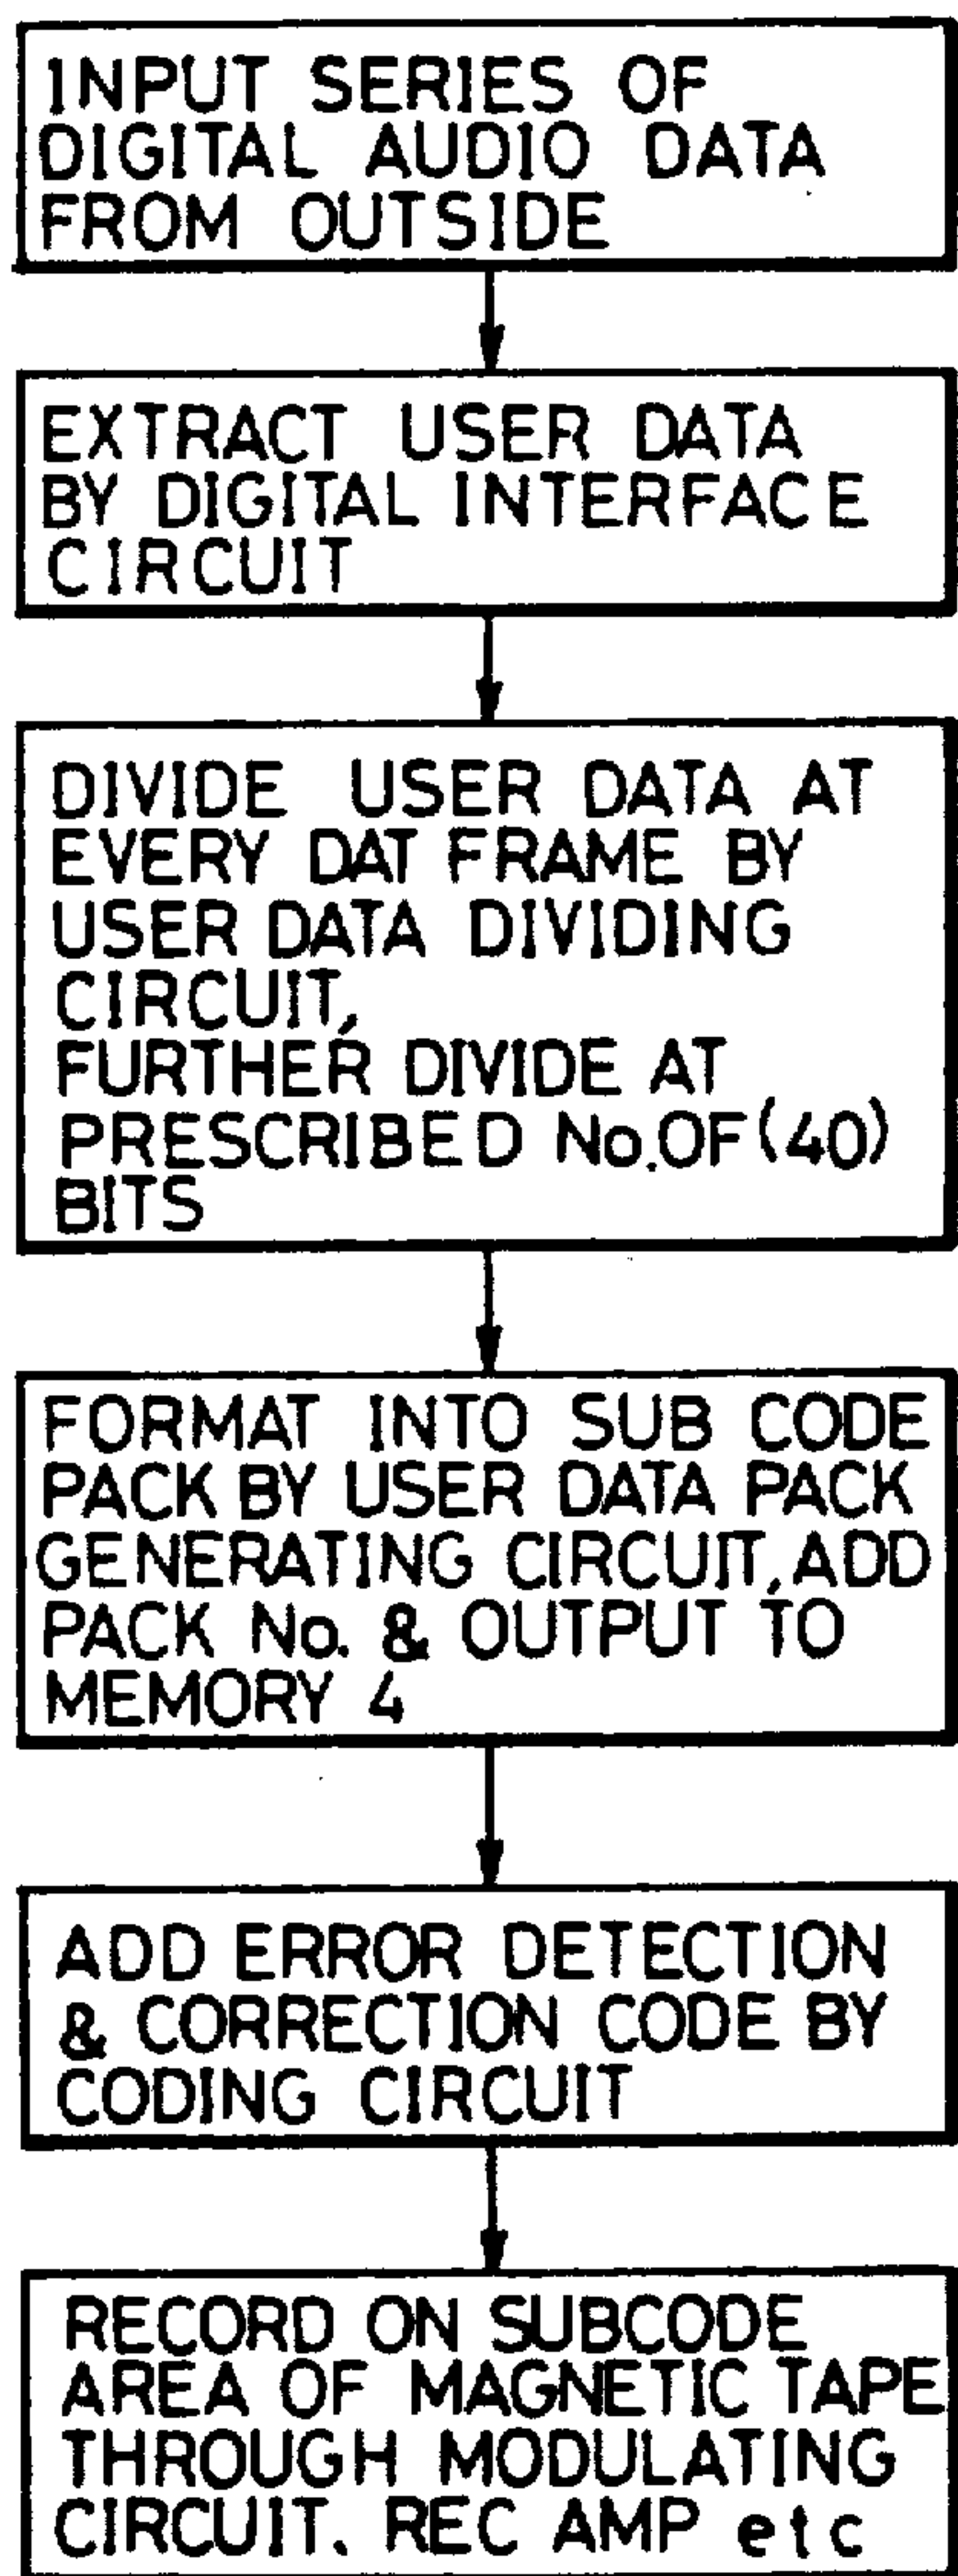 INPUT SERIES OF
DIGITAL AUDIO DATA
FROM OUTSIDE
EXTRACT USER DATA
BY DIGITAL INTERFACE
CIRCUIT
DIVIDE USER DATA AT
EVERY DAT FRAME BY
USER DATA DIVIDING
CIRCUIT,
FURTHER DIVIDE AT
PRESCRIBED No.OF(40)
BITS
FORMAT INTO SUB CODE
PACK BY USER DATA PACK
GENERATING CIRCUIT, ADD
PACK No. & OUTPUT TO
MEMORY 4
ADD ERROR DETECTION
& CORRECTION CODE BY
CODING CIRCUIT
RECORD ON SUBCODE
AREA OF MAGNETIC TAPE
THROUGH MODULATING
CIRCUIT. REC AMP etc